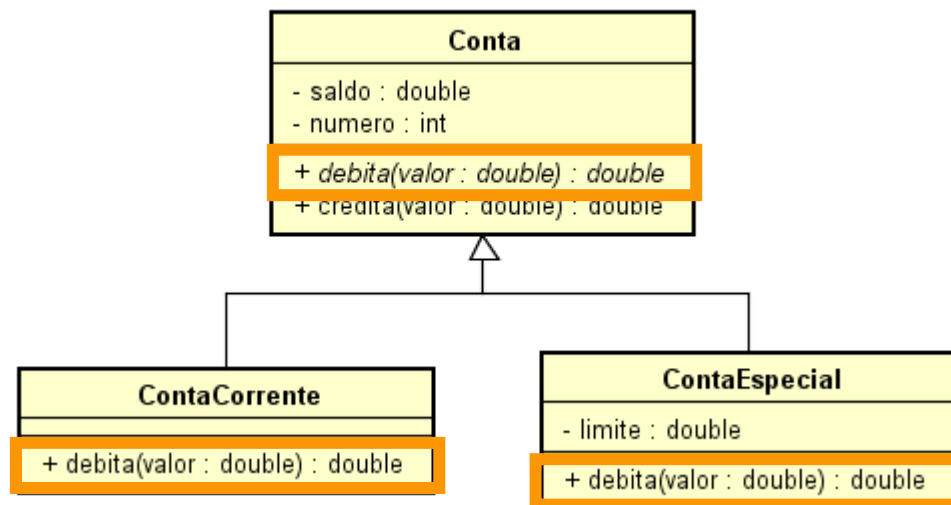 Conta
- saldo : double
- numero : int
+ debita(valor : double) : double
+ credita(valor : double) : double
ContaCorrente
+ debita(valor : double) : double
ContaEspecial
- limite : double
+ debita(valor : double) : double